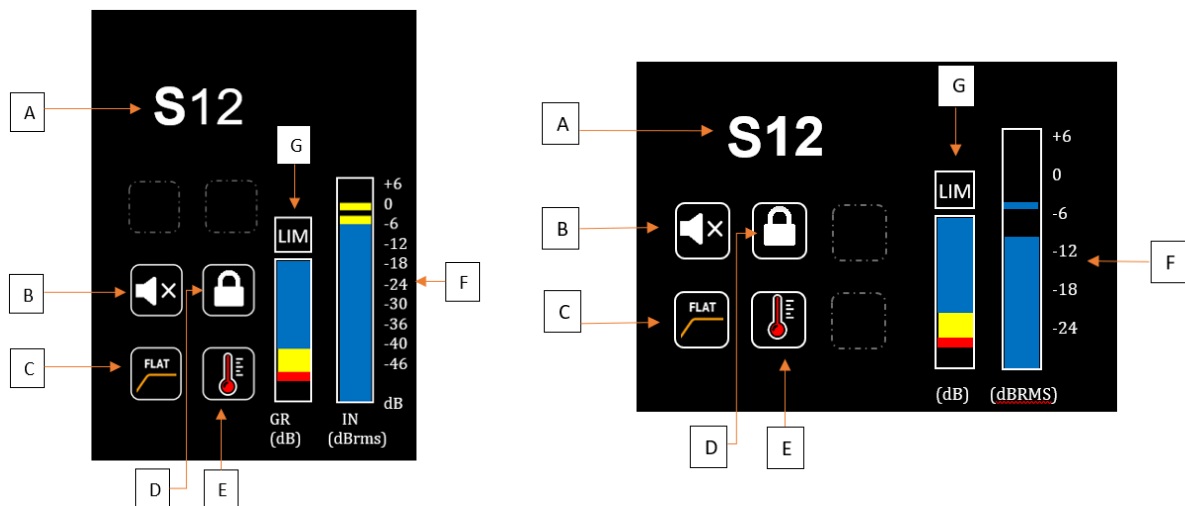 A
S12
G
LIM
+6
0
-6
-12
-18
-24
-30
-36
-40
-46
dB
F
B
C
FLAT
GR
(dB)
IN
(dBrms)
D
E
A
S12
G
LIM
+6
0
-6
-12
-18
-24
F
B
C
FLAT
(dB)
(dBRMS)
D
E